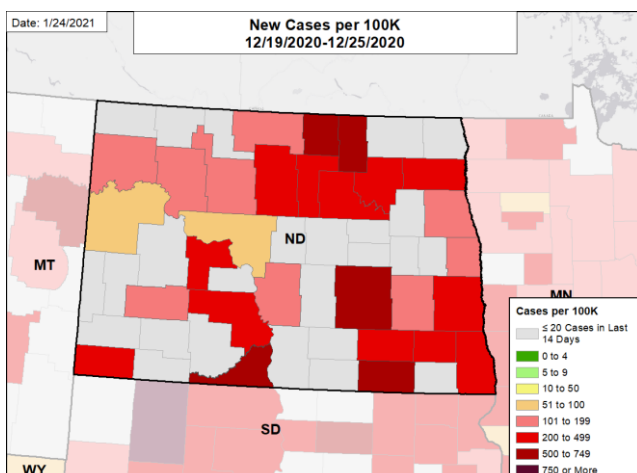 Date: 1/24/2021
New Cases per 100K
12/19/2020-12/25/2020
ND
MT
MN
SD
WY
Cases per 100K
≤ 20 Cases in Last
14 Days
0 to 4
5 to 9
10 to 50
51 to 100
101 to 199
200 to 499
500 to 749
750 or More